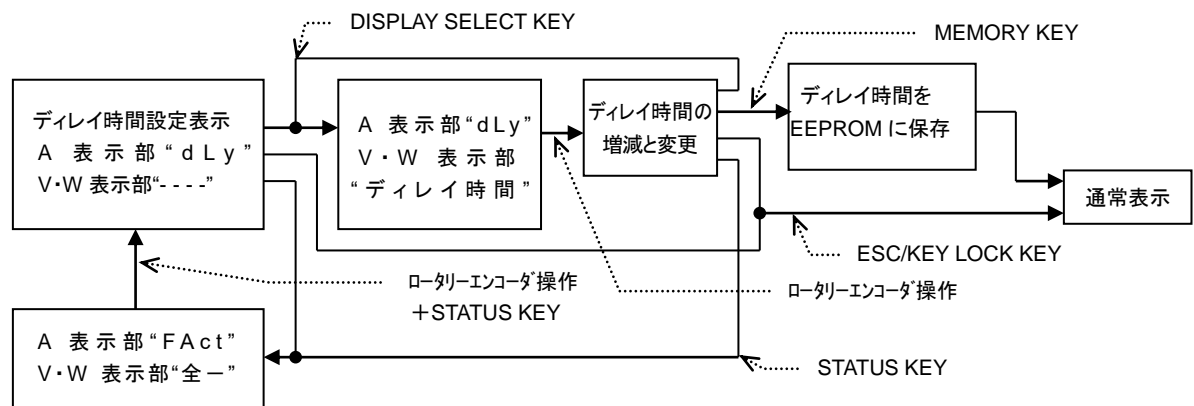 DISPLAY SELECT KEY
MEMORY KEY
ディレイ時間設定表示
A 表示部“dLy”
V・W 表示部“----”
A 表示部“dLy”
V・W 表示部
“ディレイ時間”
ディレイ時間の
増減と変更
ディレイ時間を
EEPROM に保存
通常表示
ESC/KEY LOCK KEY
ロータリーエンコーダ操作
+STATUS KEY
ロータリーエンコーダ操作
A 表示部“FAct”
V・W 表示部“全ー”
STATUS KEY